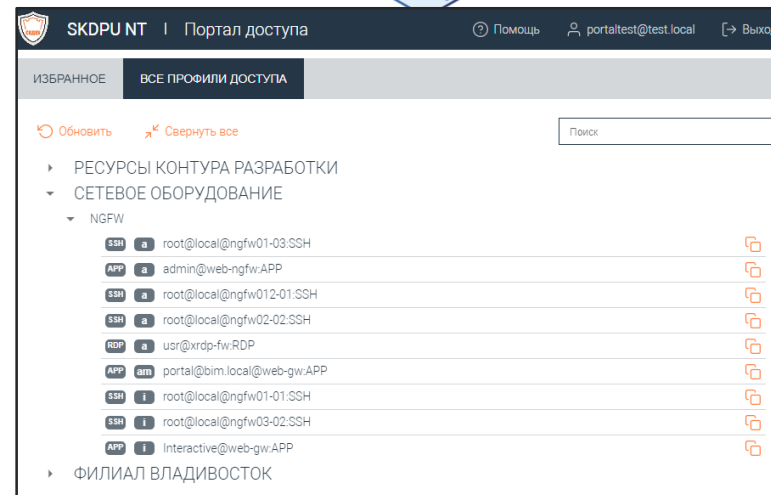 SKDPU NT | Портал доступа
Помощь
portaltest@test.local
ИЗБРАННОЕ
ВСЕ ПРОФИЛИ ДОСТУПА
Обновить
Свернуть все
Поиск
РЕСУРСЫ КОНТУРА РАЗРАБОТКИ
СЕТЕВОЕ ОБОРУДОВАНИЕ
NGFW
SSH a root@local@ngfw01-03:SSH
APP a admin@web-ngfw:APP
SSH a root@local@ngfw012-01:SSH
SSH a root@local@ngfw02-02:SSH
RDP a usr@xrdp-fw:RDP
APP am portal@bim.local@web-gw:APP
SSH i root@local@ngfw01-01:SSH
SSH i root@local@ngfw03-02:SSH
APP i Interactive@web-gw:APP
ФИЛИАЛ ВЛАДИВОСТОК